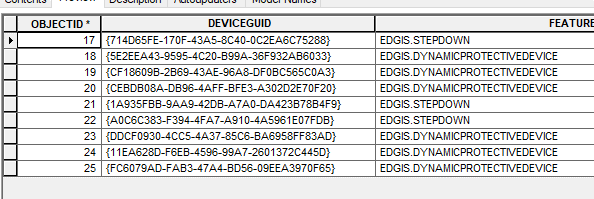 Contents Preview Description Autoupdaters Model Names
OBJECTID * DEVICEGUID FEATURE
17 {714D65FE-170F-43A5-8C40-0C2EA6C75288} EDGIS.STEPDOWN
18 {5E2EEA43-9595-4C20-B99A-36F932AB6033} EDGIS.DYNAMICPROTECTIVEDEVICE
19 {CF18609B-2B69-43AE-96A8-DF0BC565C0A3} EDGIS.DYNAMICPROTECTIVEDEVICE
20 {CEBDB08A-DB96-4AFF-BFE3-A302D2E70F20} EDGIS.DYNAMICPROTECTIVEDEVICE
21 {1A935FBB-9AA9-42DB-A7A0-DA423B78B4F9} EDGIS.STEPDOWN
22 {A0C6C383-F394-4FA7-A910-4A5961E07FDB} EDGIS.STEPDOWN
23 {DDCF0930-4CC5-4A37-85C6-BA6958FF83AD} EDGIS.DYNAMICPROTECTIVEDEVICE
24 {11EA628D-F6EB-4596-99A7-2601372C445D} EDGIS.DYNAMICPROTECTIVEDEVICE
25 {FC6079AD-FAB3-47A4-BD56-09EEA3970F65} EDGIS.DYNAMICPROTECTIVEDEVICE